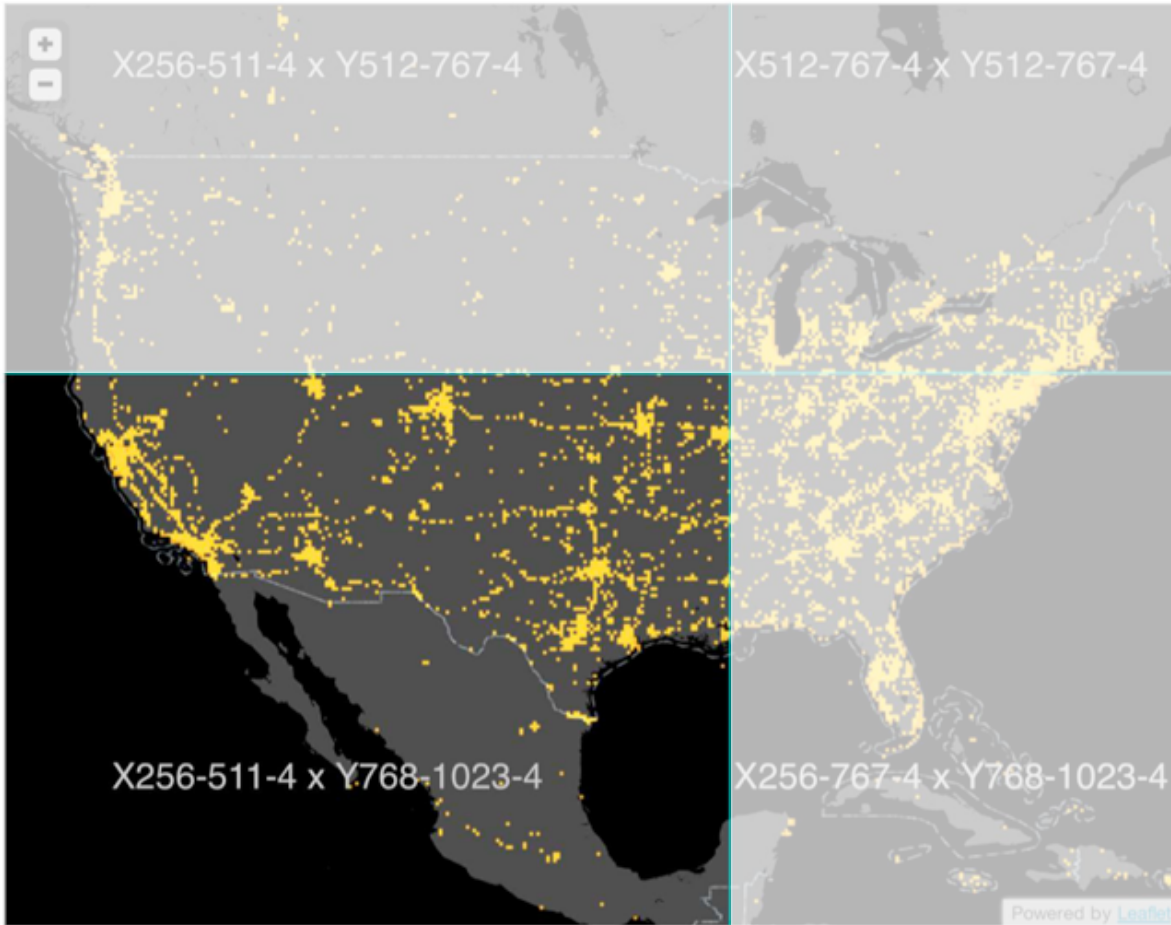 +
−
X256-511-4 x Y512-767-4
X512-767-4 x Y512-767-4
X256-511-4 x Y768-1023-4
X256-767-4 x Y768-1023-4
Powered by Leaflet